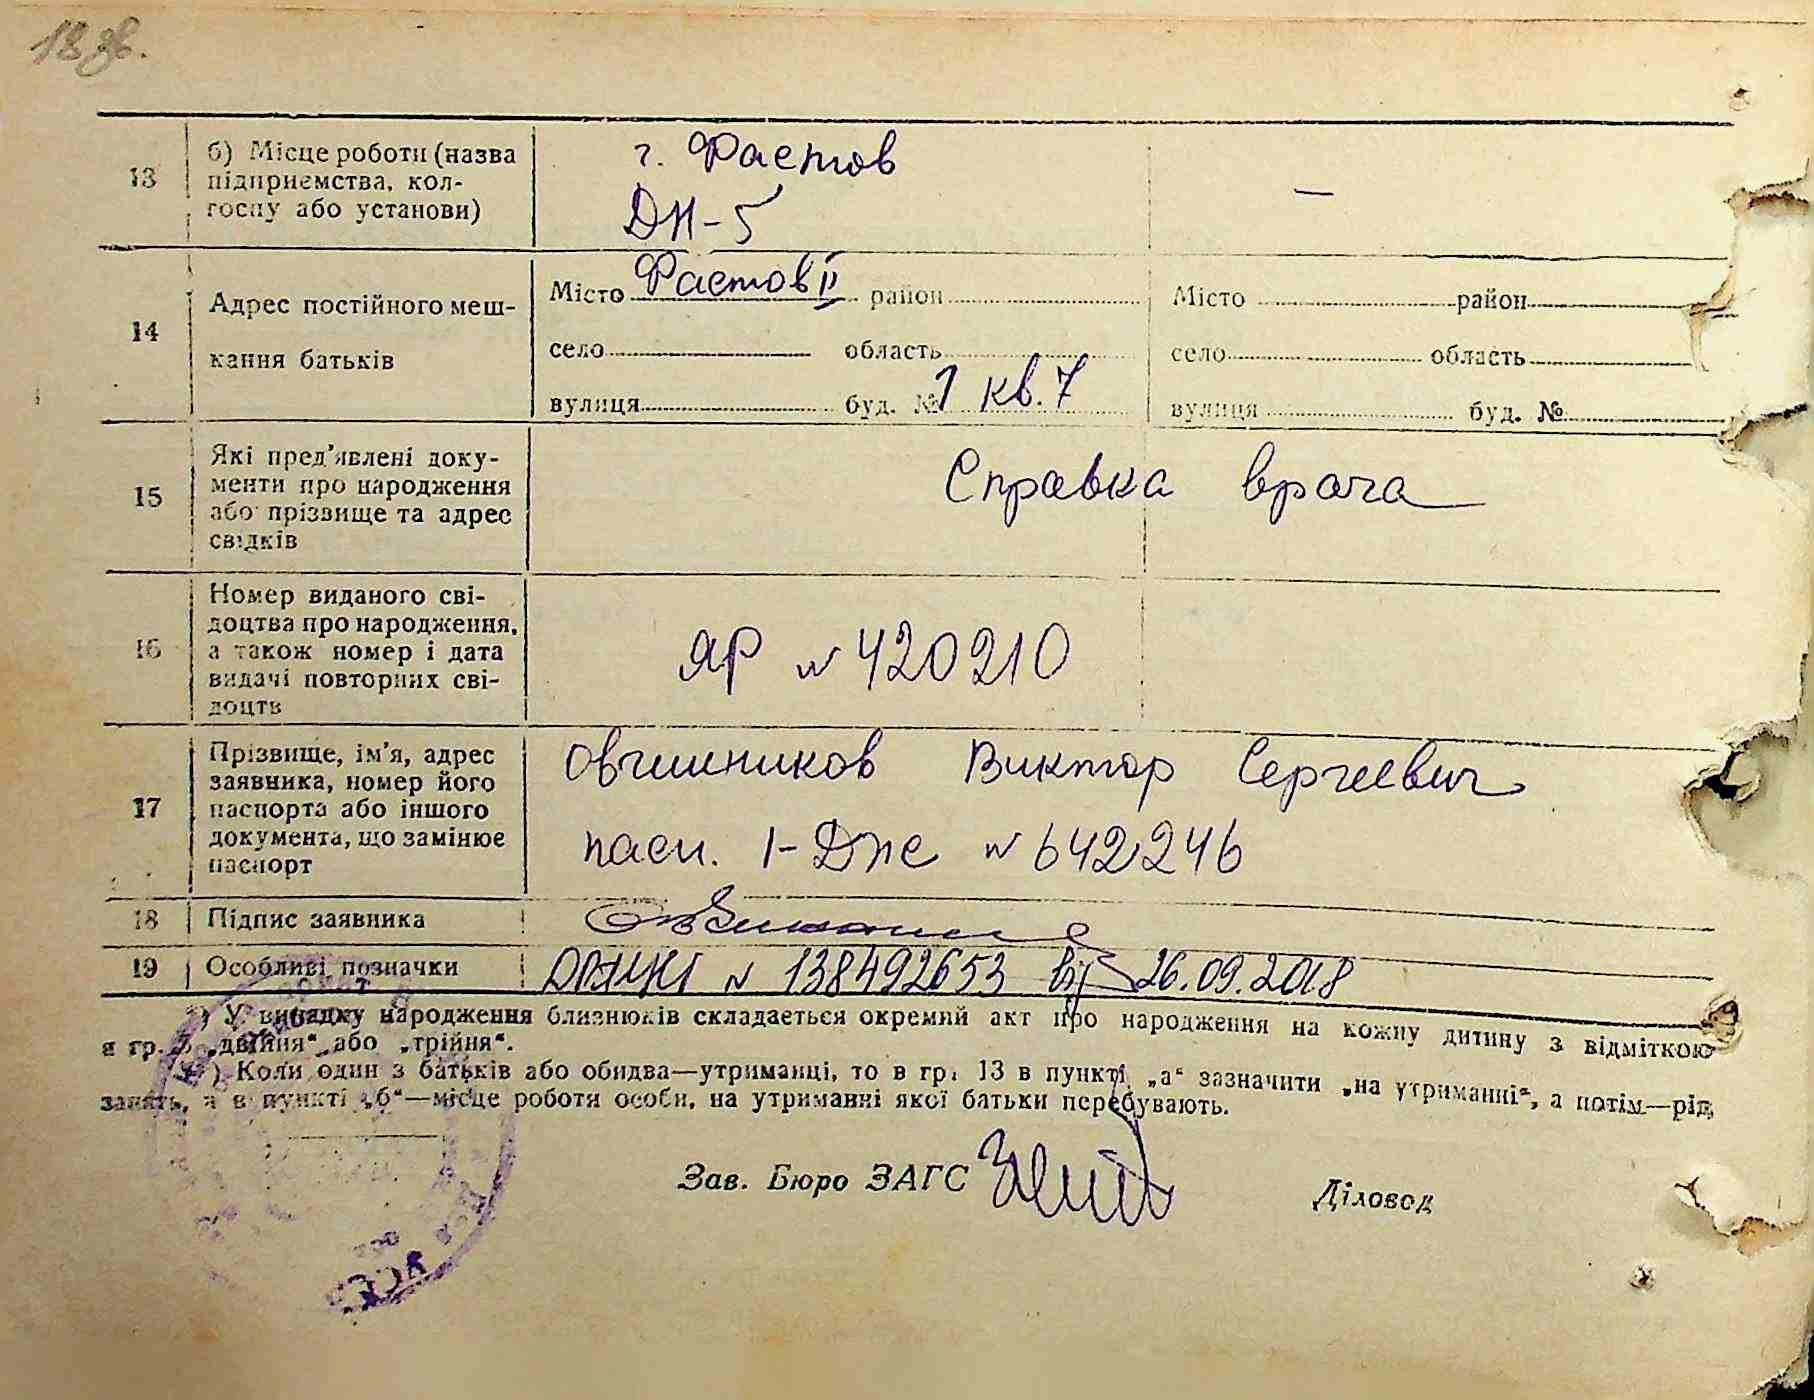 18 зв.
13
б) Місце роботи (назва
підприємства, кол-
госпу або установи)
г. Фастов
ДН-5
—
14
Адрес постійного меш-
кання батьків
Місто Фастов II район
село область
вулиця буд. № 1 кв. 7
Місто район
село область
вулиця буд. №
15
Які пред'явлені доку-
менти про народження
або прізвище та адрес
свідків
Справка врача
16
Номер виданого сві-
доцтва про народження,
а також номер і дата
видачі повторних сві-
доцтв
ЯР № 420210
17
Прізвище, ім'я, адрес
заявника, номер його
паспорта або іншого
документа, що замінює
паспорт
Овчинников Виктор Сергеевич
пасп. 1- № 642246
18
Підпис заявника
19
Особливі позначки
№ 138492653 від 26.09.2018
*) У випадку народження близнюків складається окремий акт про народження на кожну дитину з відміткою
в гр. 5 „двійня“ або „трійня“.
) Коли один з батьків або обидва—утриманці, то в гр. 13 в пункті „а“ зазначити „на утриманні“, а потім—рід
занять, а в пункті „б“—місце роботи особи, на утриманні якої батьки перебувають.
Зав. Бюро ЗАГС
Діловод